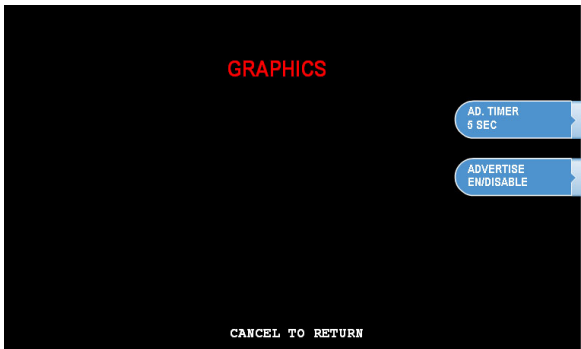 GRAPHICS
AD. TIMER
5 SEC
ADVERTISE
EN/DISABLE
CANCEL TO RETURN